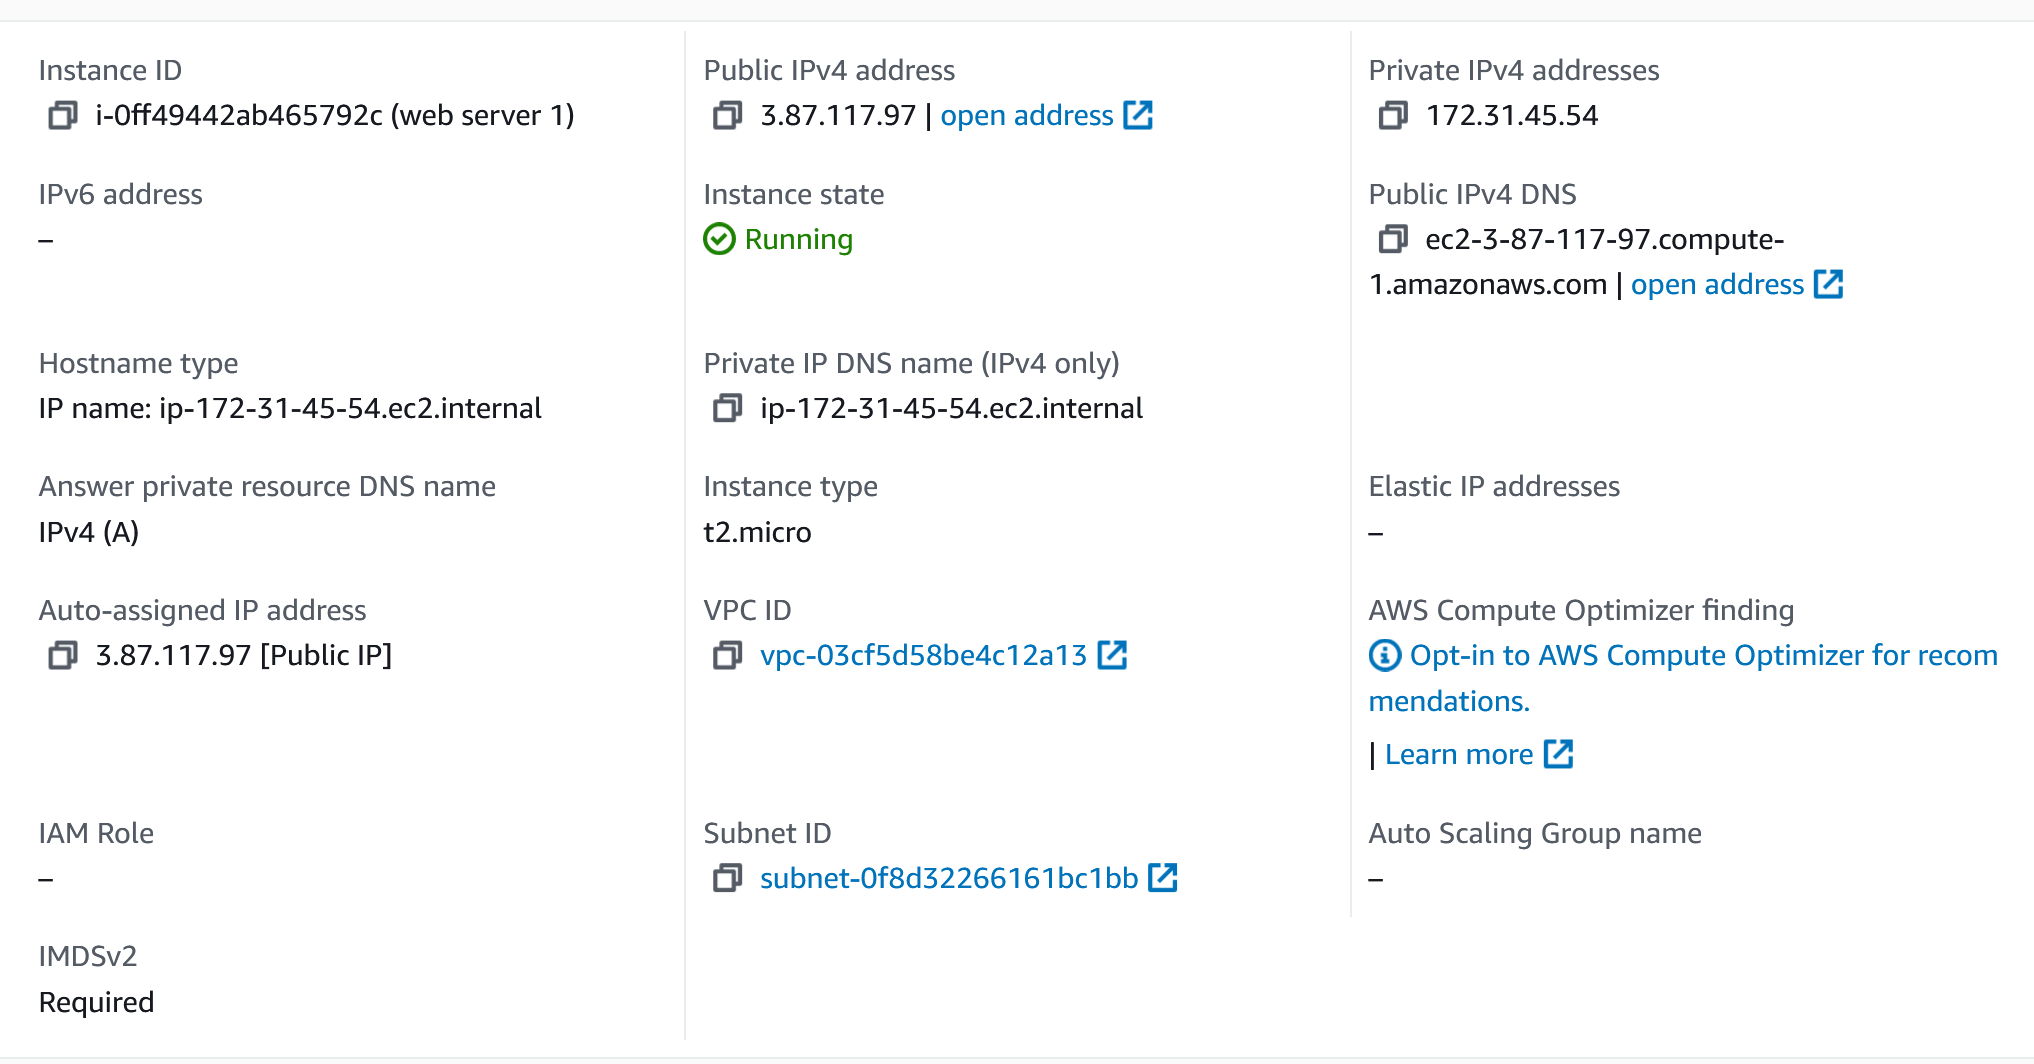 Instance ID
i-0ff49442ab465792c (web server 1)
Public IPv4 address
3.87.117.97 | open address
Private IPv4 addresses
172.31.45.54
IPv6 address
–
Instance state
Running
Public IPv4 DNS
ec2-3-87-117-97.compute-
1.amazonaws.com | open address
Hostname type
IP name: ip-172-31-45-54.ec2.internal
Private IP DNS name (IPv4 only)
ip-172-31-45-54.ec2.internal
Answer private resource DNS name
IPv4 (A)
Instance type
t2.micro
Elastic IP addresses
–
Auto-assigned IP address
3.87.117.97 [Public IP]
VPC ID
vpc-03cf5d58be4c12a13
AWS Compute Optimizer finding
Opt-in to AWS Compute Optimizer for recom
mendations.
| Learn more
IAM Role
–
Subnet ID
subnet-0f8d32266161bc1bb
Auto Scaling Group name
–
IMDSv2
Required